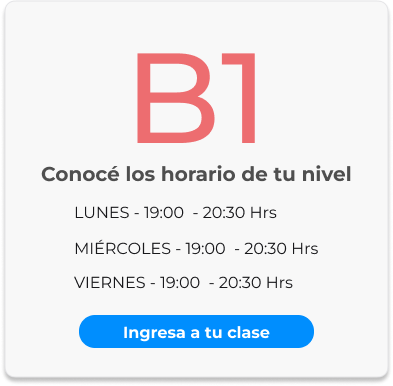 B1
Conocé los horario de tu nivel
LUNES - 19:00  - 20:30 Hrs
MIÉRCOLES - 19:00  - 20:30 Hrs
VIERNES - 19:00  - 20:30 Hrs
Ingresa a tu clase